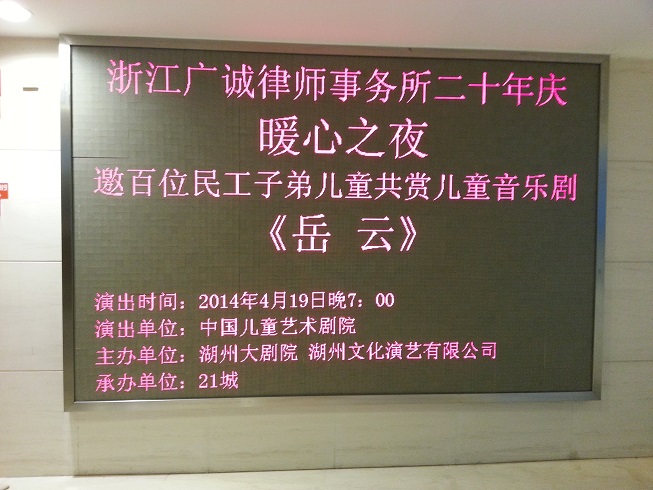 浙江广诚律师事务所二十年庆
暖心之夜
邀百位民工子弟儿童共赏儿童音乐剧
《岳 云》
演出时间：2014年4月19日晚7：00
演出单位：中国儿童艺术剧院
主办单位：湖州大剧院 湖州文化演艺有限公司
承办单位：21城